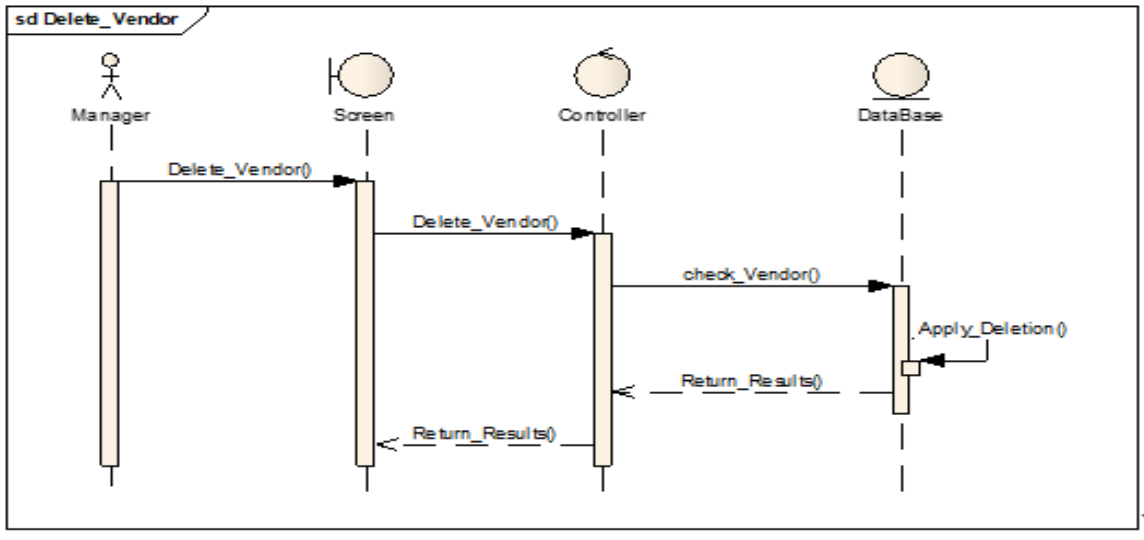 sd Delete_Vendor
Manager
Screen
Controller
DataBase
Delete_Vendor()
Delete_Vendor()
check_Vendor()
Apply_Deletion()
Return_Results()
Return_Results()